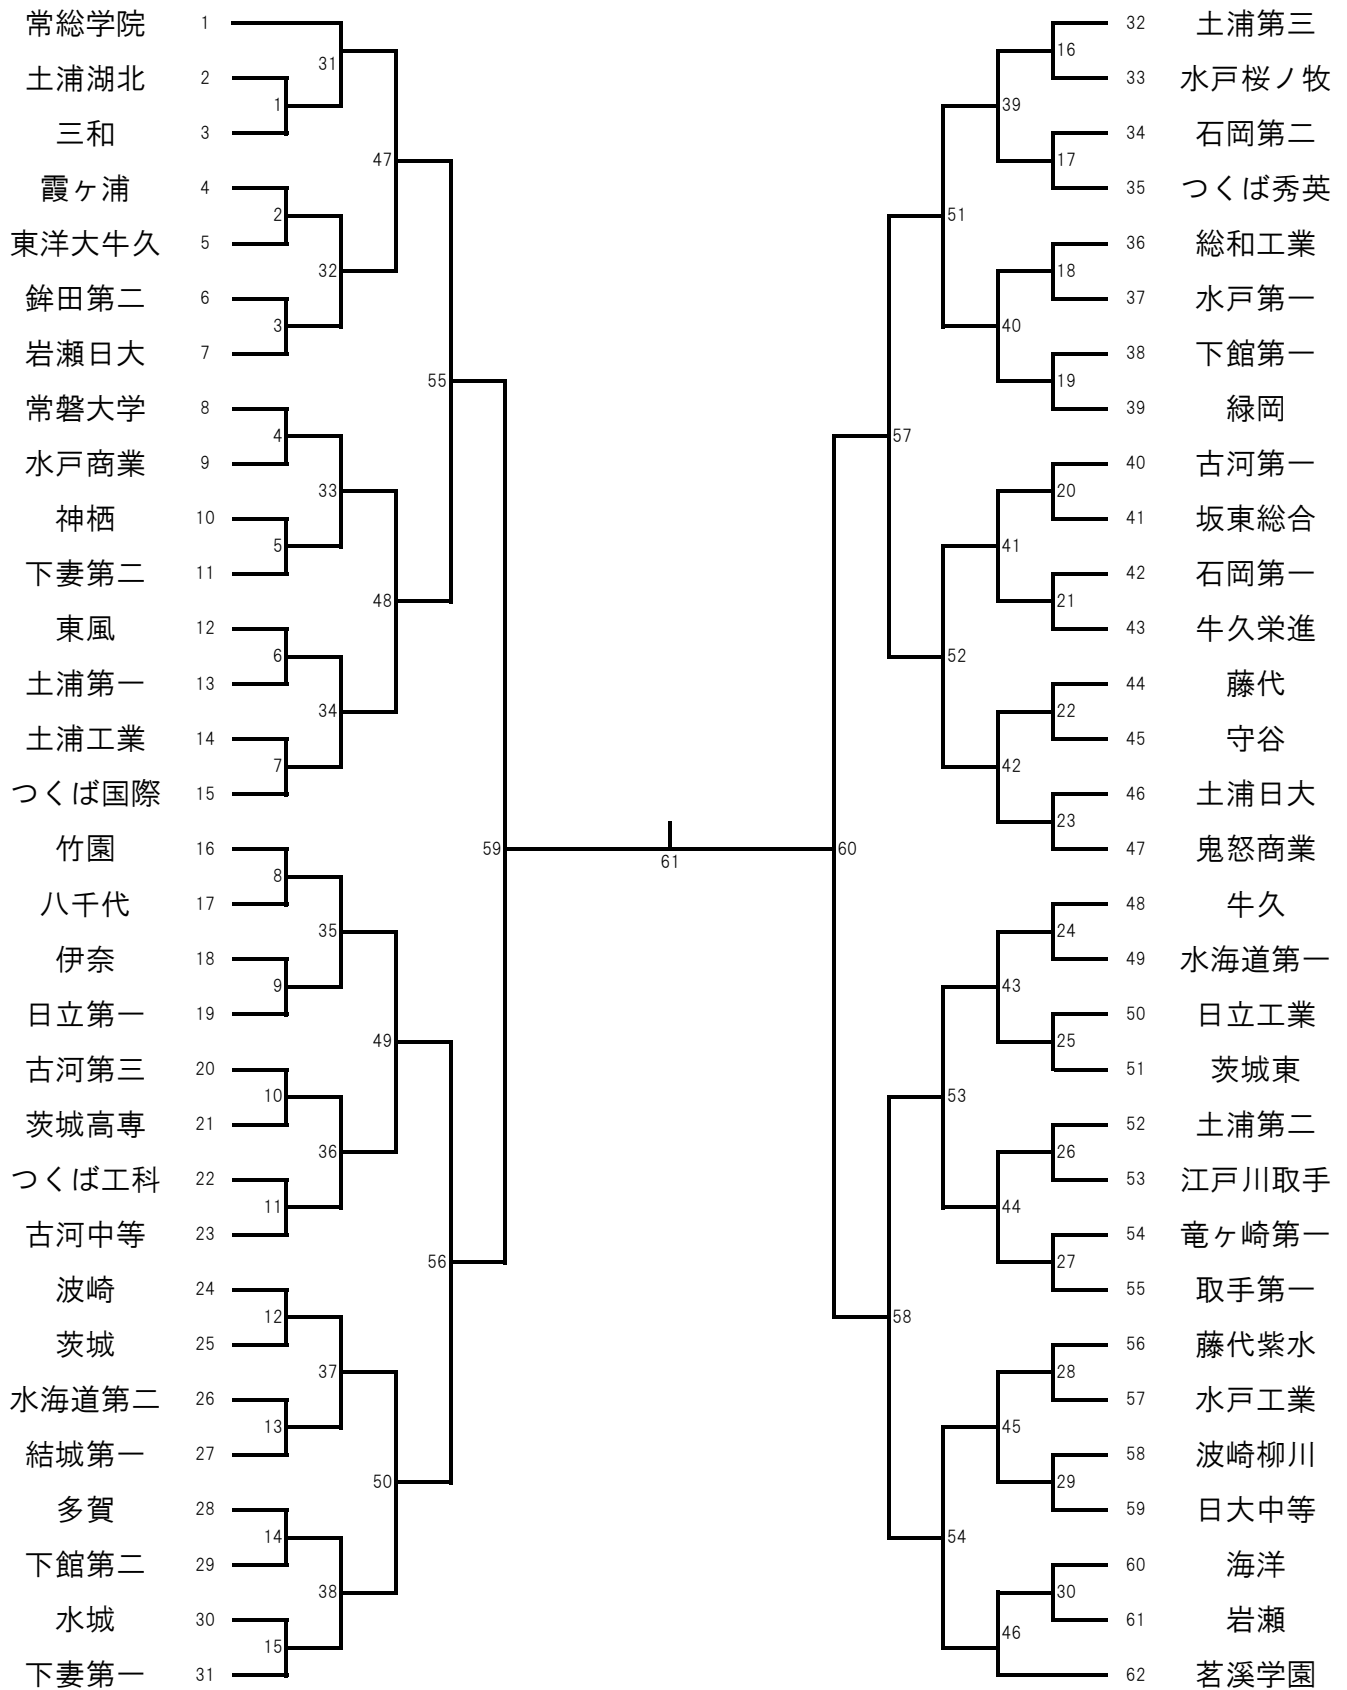 常総学院 1
土浦湖北 2
三和 3
霞ヶ浦 4
東洋大牛久 5
鉾田第二 6
岩瀬日大 7
常磐大学 8
水戸商業 9
神栖 10
下妻第二 11
東風 12
土浦第一 13
土浦工業 14
つくば国際 15
竹園 16
八千代 17
伊奈 18
日立第一 19
古河第三 20
茨城高専 21
つくば工科 22
古河中等 23
波崎 24
茨城 25
水海道第二 26
結城第一 27
多賀 28
下館第二 29
水城 30
下妻第一 31
1
2
3
4
5
6
7
8
9
10
11
12
13
14
15
31
32
33
34
35
36
37
38
47
48
49
50
55
56
59
61
60
57
58
51
52
53
54
39
40
41
42
43
44
45
46
16
17
18
19
20
21
22
23
24
25
26
27
28
29
30
32 土浦第三
33 水戸桜ノ牧
34 石岡第二
35 つくば秀英
36 総和工業
37 水戸第一
38 下館第一
39 緑岡
40 古河第一
41 坂東総合
42 石岡第一
43 牛久栄進
44 藤代
45 守谷
46 土浦日大
47 鬼怒商業
48 牛久
49 水海道第一
50 日立工業
51 茨城東
52 土浦第二
53 江戸川取手
54 竜ヶ崎第一
55 取手第一
56 藤代紫水
57 水戸工業
58 波崎柳川
59 日大中等
60 海洋
61 岩瀬
62 茗溪学園